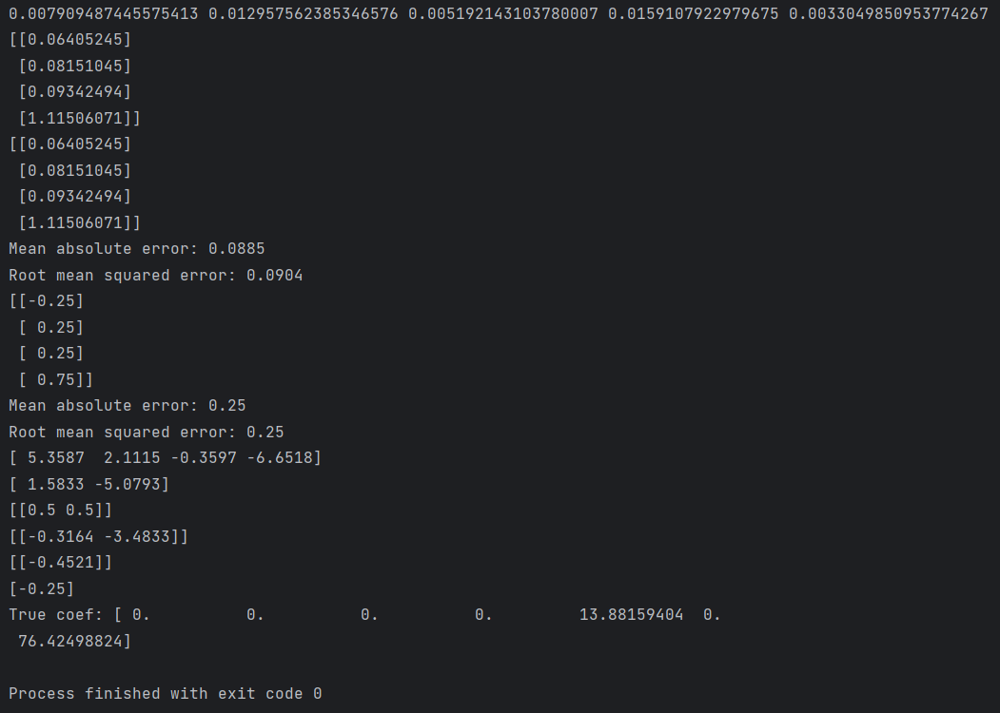 0.007909487445575413 0.012957562385346576 0.005192143103780007 0.0159107922979675 0.0033049850953774267
[[0.06405245]
 [0.08151045]
 [0.09342494]
 [1.11506071]]
[[0.06405245]
 [0.08151045]
 [0.09342494]
 [1.11506071]]
Mean absolute error: 0.0885
Root mean squared error: 0.0904
[[-0.25]
 [ 0.25]
 [ 0.25]
 [ 0.75]]
Mean absolute error: 0.25
Root mean squared error: 0.25
[ 5.3587  2.1115 -0.3597 -6.6518]
[ 1.5833 -5.0793]
[[0.5 0.5]]
[[-0.3164 -3.4833]]
[[-0.4521]]
[-0.25]
True coef: [ 0.          0.          0.          0.         13.88159404  0.
 76.42498824]
Process finished with exit code 0